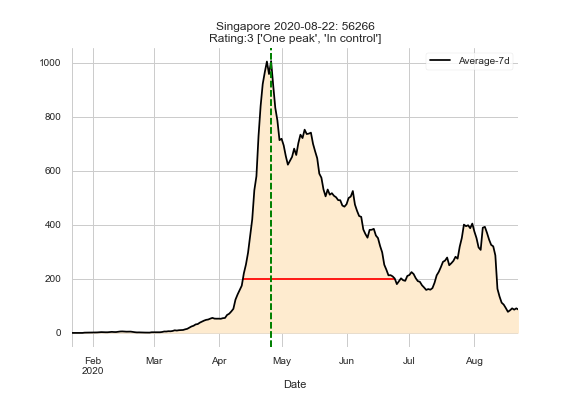 Singapore 2020-08-22: 56266
Rating:3 ['One peak', 'In control']
Average-7d
1000
800
600
400
200
0
Feb
2020
Mar
Apr
May
Jun
Jul
Aug
Date